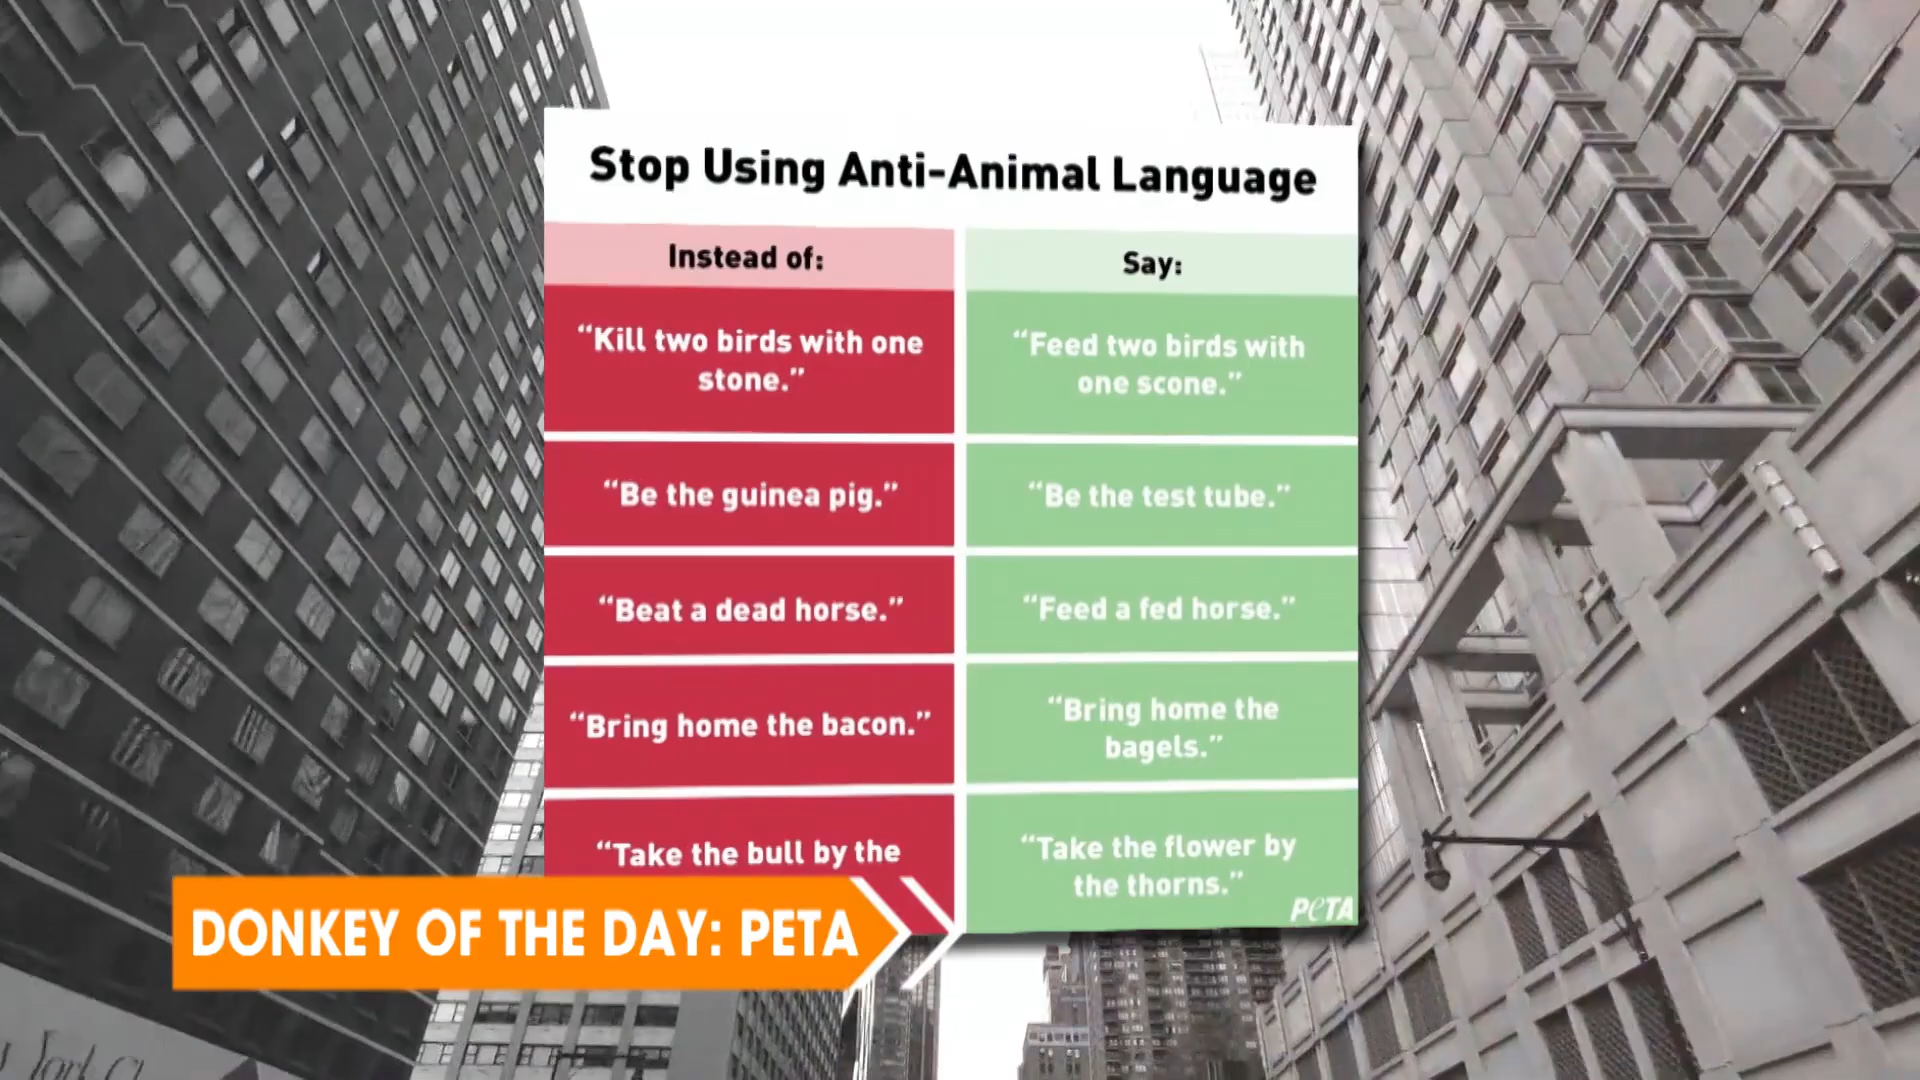 Stop Using Anti-Animal Language
Instead of:
Say:
“Kill two birds with one
stone.”
“Feed two birds with
one scone.”
“Be the guinea pig.”
“Be the test tube.”
“Beat a dead horse.”
“Feed a fed horse.”
“Bring home the bacon.”
“Bring home the
bagels.”
“Take the bull by the
“Take the flower by
the thorns.”
PETA
DONKEY OF THE DAY: PETA